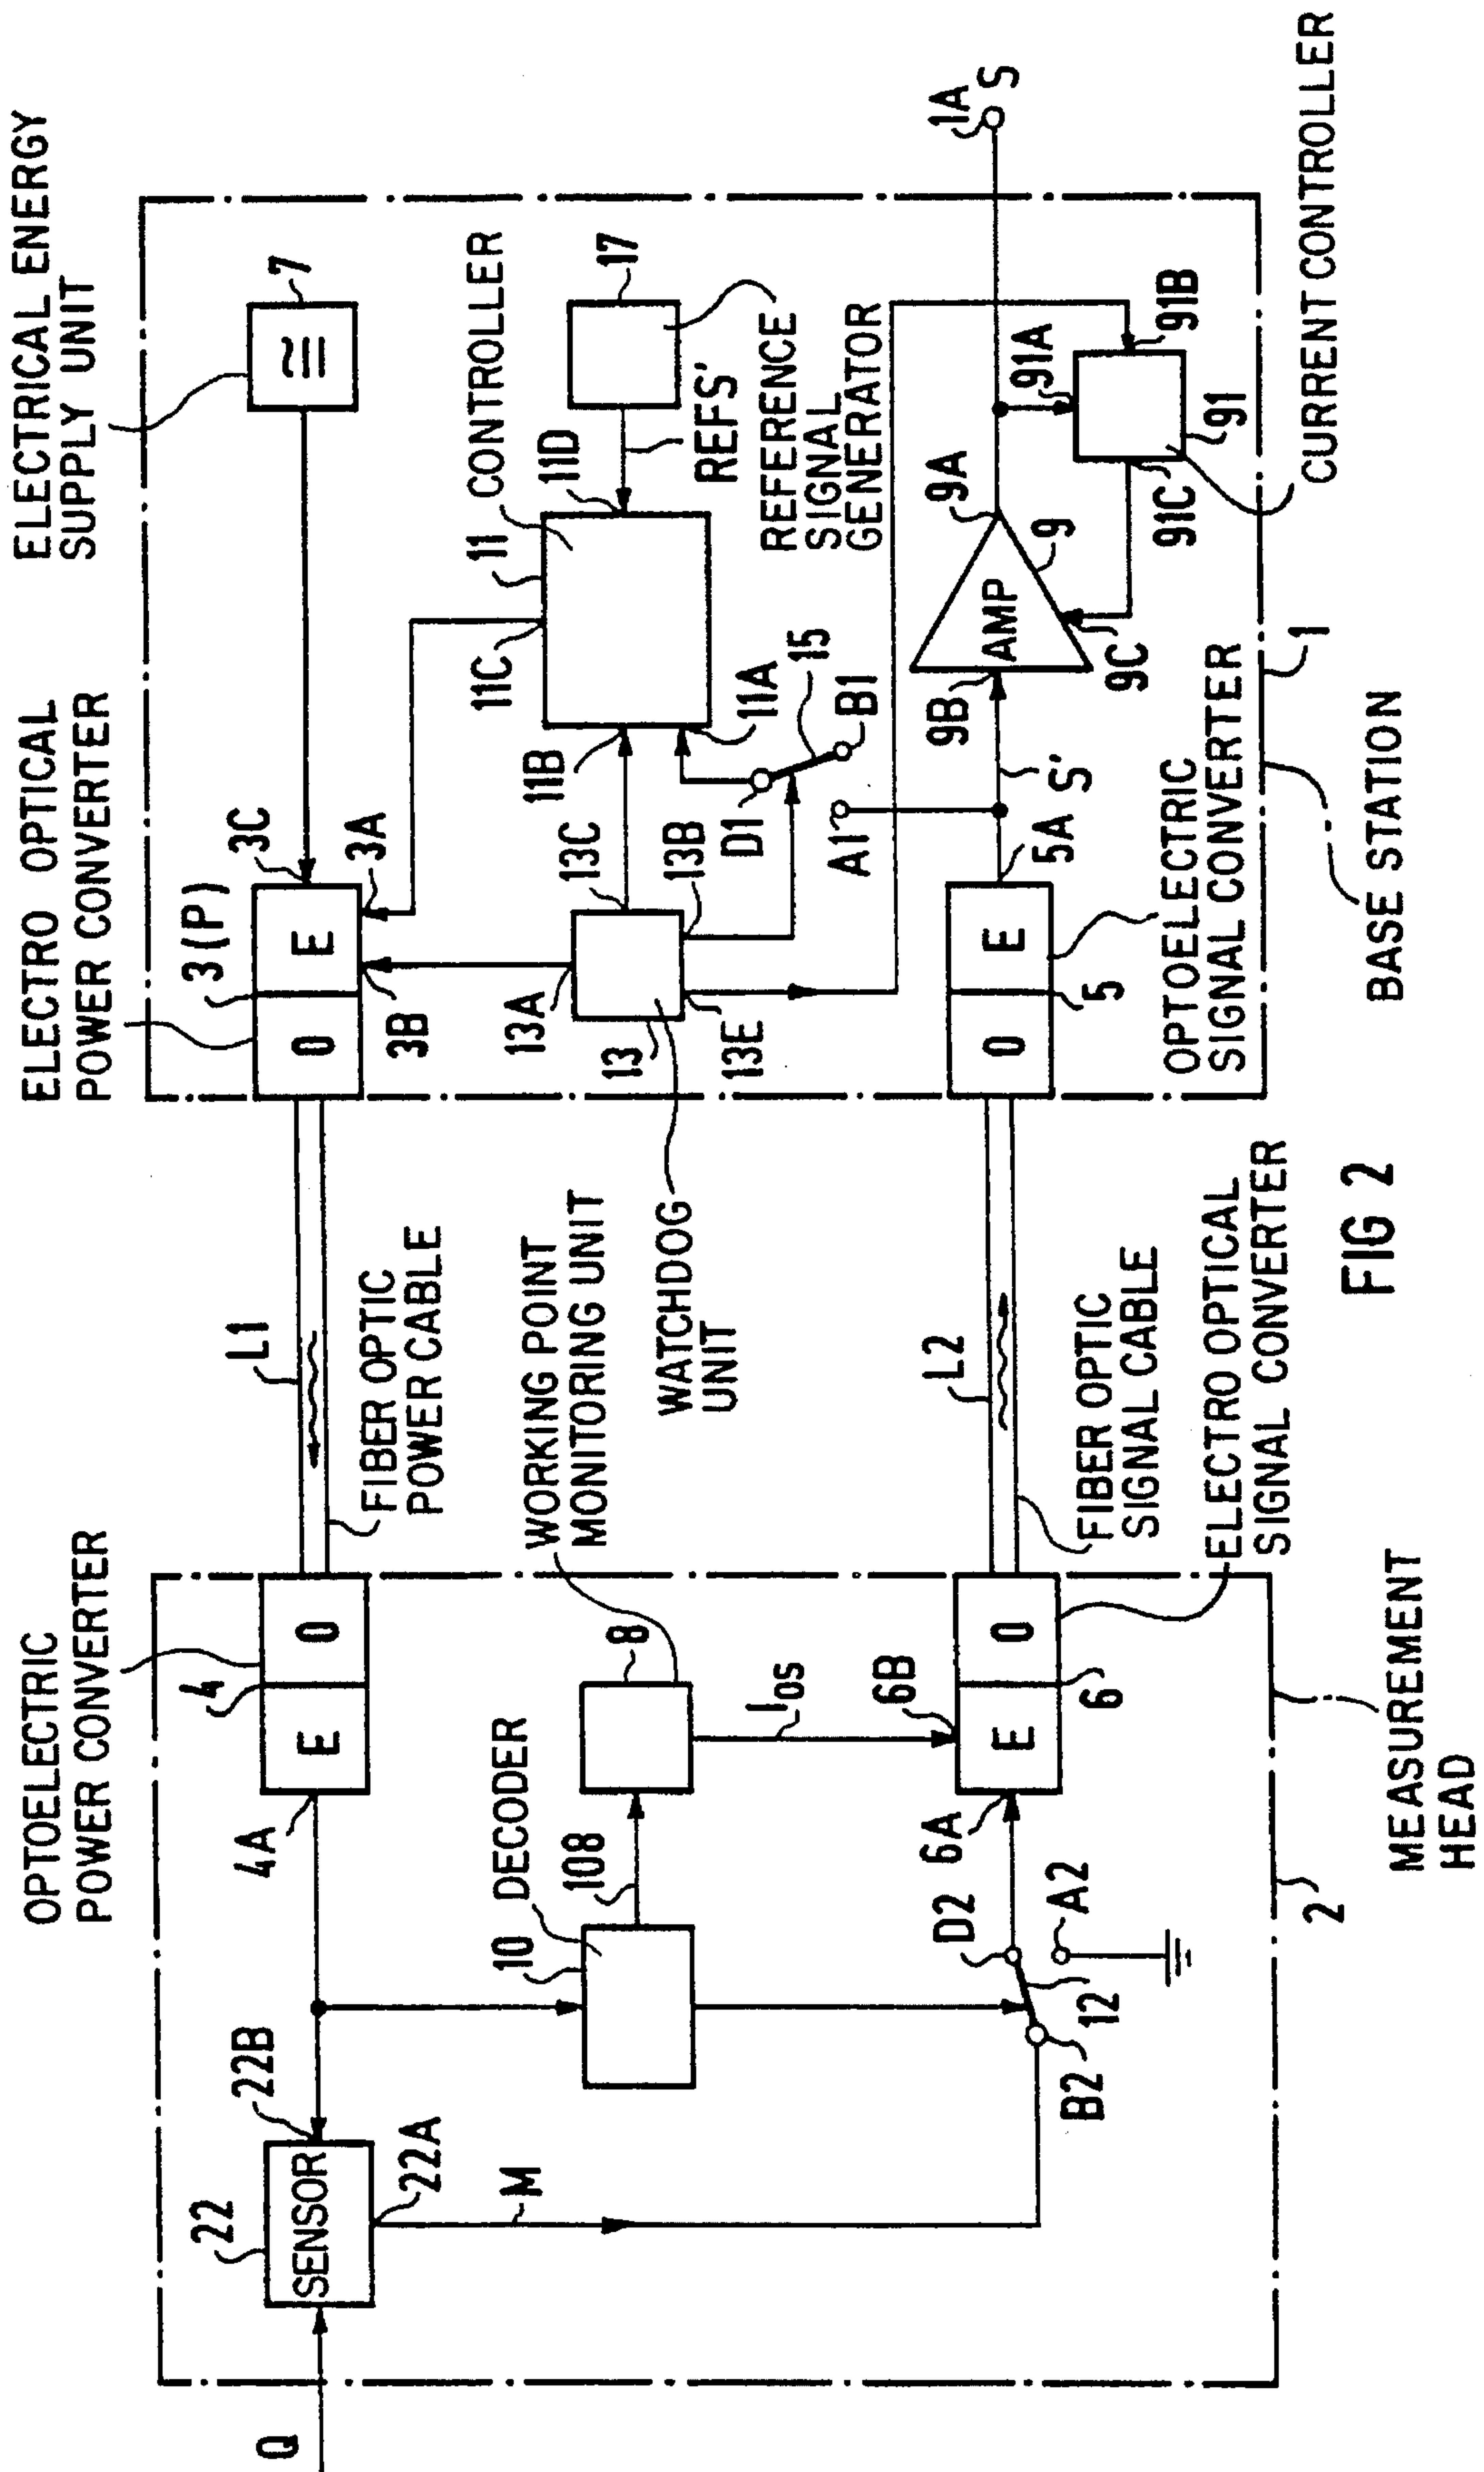 OPTOELECTRIC
POWER CONVERTER
ELECTRO OPTICAL
POWER CONVERTER
ELECTRICAL ENERGY
SUPPLY UNIT
Q
22
SENSOR
22B
22A
M
4A
4
E
O
L1
FIBER OPTIC
POWER CABLE
3(P)
O
E
3C
3A
3B
7
≂
10
DECODER
108
8
WORKING POINT
MONITORING UNIT
I0S
WATCHDOG
UNIT
13A
13
13C
13B
13E
11B
11C
11
CONTROLLER
11D
11A
REFS'
17
REFERENCE
SIGNAL
GENERATOR
D1
15
B1
A1
B2
12
D2
A2
6A
6B
E
O
6
ELECTRO OPTICAL
SIGNAL CONVERTER
L2
FIBER OPTIC
SIGNAL CABLE
O
E
5
5A
S'
OPTOELECTRIC
SIGNAL CONVERTER
9B
AMP
9A
9
9C
91A
91B
91C
91
CURRENT CONTROLLER
1A
S
2
MEASUREMENT
HEAD
1
BASE STATION
FIG 2